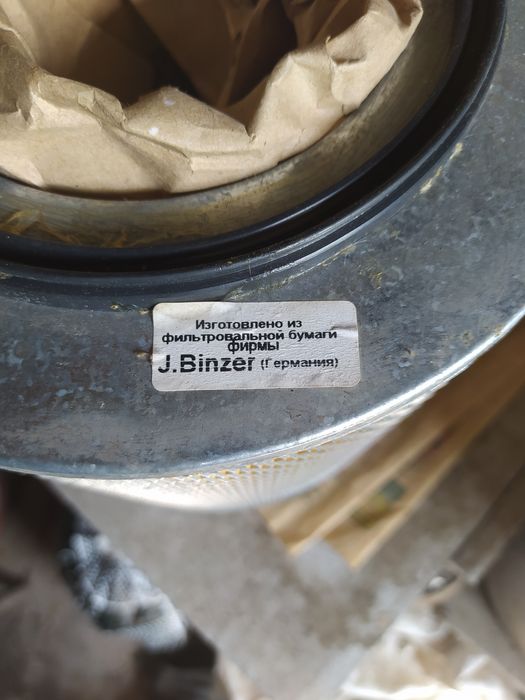 Изготовлено из
фильтровальной бумаги
фирмы
J.Binzer (Германия)